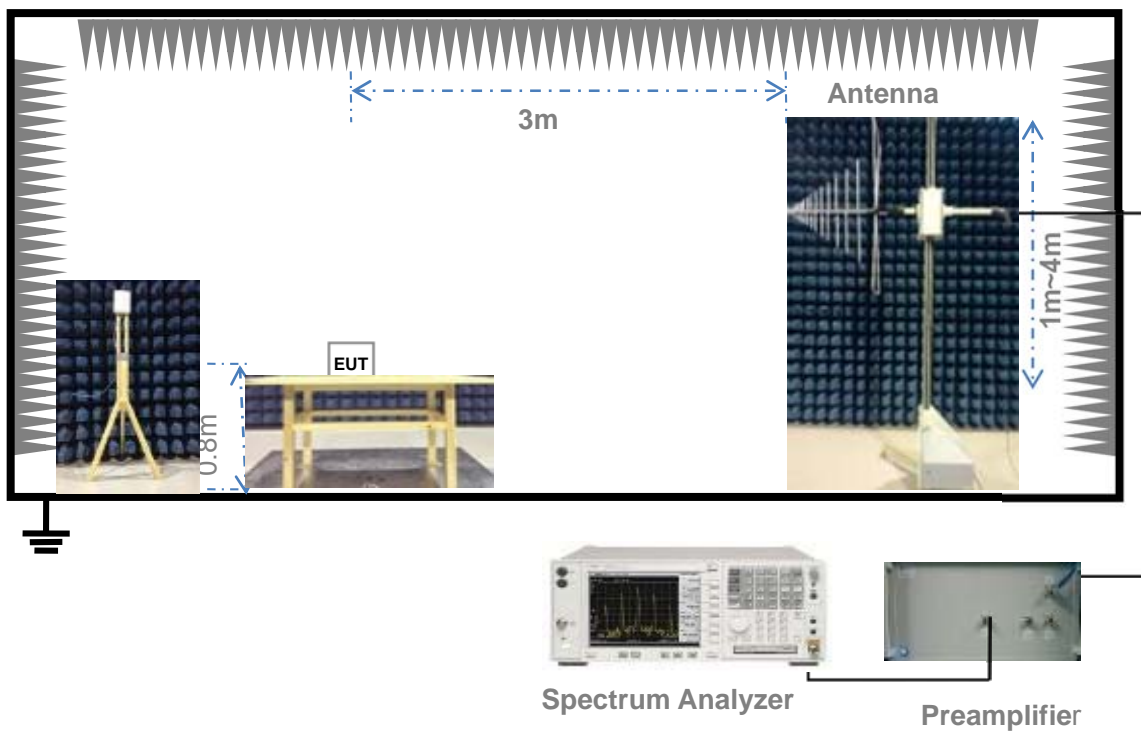 Antenna
3m
1m~4m
EUT
0.8m
Spectrum Analyzer
Preamplifier